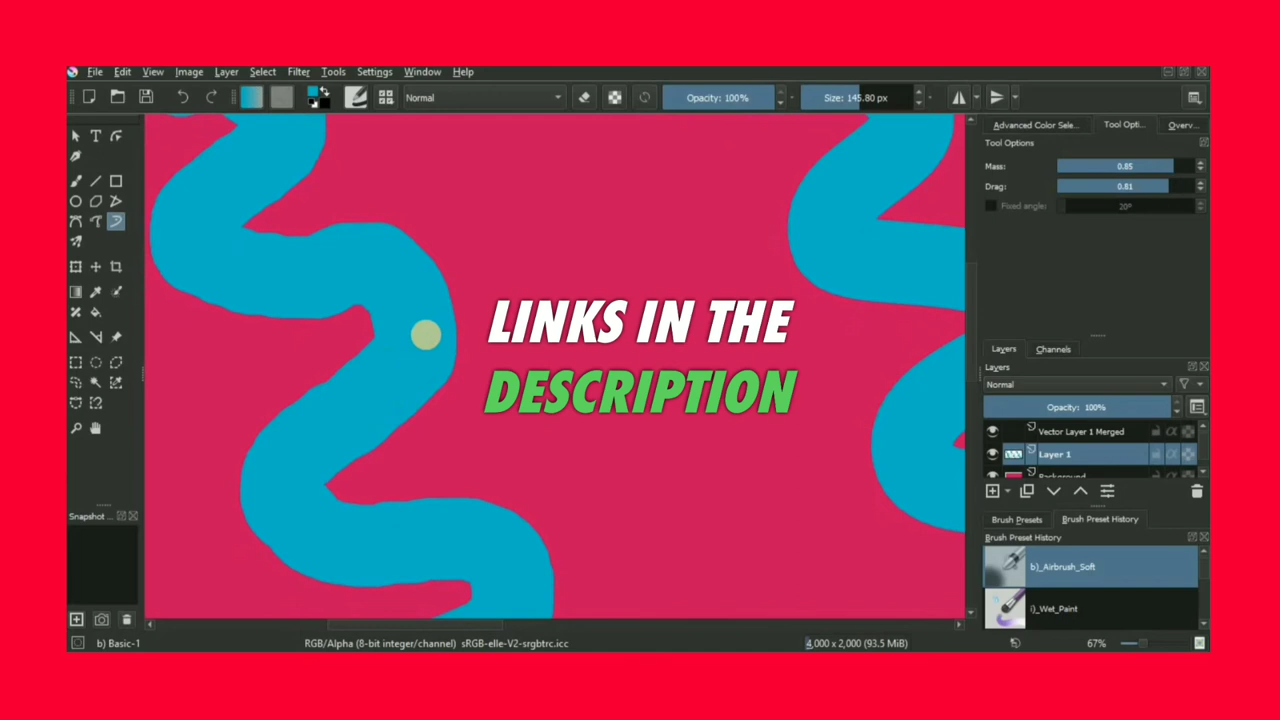 File Edit View Image Layer Select Filter Tools Settings Window Help
Normal
Opacity: 100%
Size: 145.80 px
Advanced Color Sele...
Tool Opti...
Overv...
Tool Options
Mass:
0.85
Drag:
0.81
Fixed angle:
20º
LINKS IN THE
DESCRIPTION
Layers
Channels
Layers
Normal
Opacity: 100%
Vector Layer 1 Merged
Layer 1
Background
Brush Presets
Brush Preset History
Brush Preset History
b)_Airbrush_Soft
i)_Wet_Paint
Snapshot ...
b) Basic-1
RGB/Alpha (8-bit integer/channel) sRGB-elle-V2-srgbtrc.icc
4,000 x 2,000 (93.5 MiB)
67%